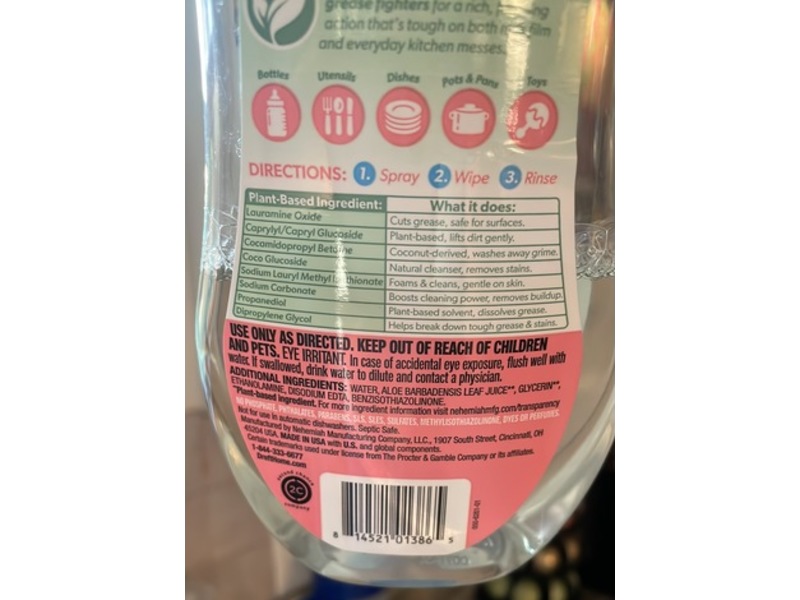 grease fighters for a rich,
action that's tough on both film
and everyday kitchen messes.
Bottles Utensils Dishes Pots & Pans Toys
DIRECTIONS: 1. Spray 2. Wipe 3. Rinse
Plant-Based Ingredient: What it does:
Lauramine Oxide Cuts grease, safe for surfaces.
Caprylyl/Capryl Glucoside Plant-based, lifts dirt gently.
Cocamidopropyl Betaine Coconut-derived, washes away grime.
Coco Glucoside Natural cleanser, removes stains.
Sodium Lauryl Methyl Isethionate Foams & cleans, gentle on skin.
Sodium Carbonate Boosts cleaning power, removes buildup.
Propanediol Plant-based solvent, dissolves grease.
Dipropylene Glycol Helps break down tough grease & stains.
USE ONLY AS DIRECTED. KEEP OUT OF REACH OF CHILDREN
AND PETS. EYE IRRITANT. In case of accidental eye exposure, flush well with
water. If swallowed, drink water to dilute and contact a physician.
ADDITIONAL INGREDIENTS: WATER, ALOE BARBADENSIS LEAF JUICE**, GLYCERIN**,
ETHANOLAMINE, DISODIUM EDTA, BENZISOTHIAZOLINONE.
**Plant-based ingredient. For more ingredient information visit nehemiahmfg.com/transparency
NO PHOSPHATE, PHTHALATES, PARABENS, SLS, SLES, SULFATES, METHYLISOTHIAZOLINONE, DYES OR PERFUMES.
Not for use in automatic dishwashers. Septic Safe.
Manufactured by Nehemiah Manufacturing Company, LLC., 1907 South Street, Cincinnati, OH
45204 USA. MADE IN USA with U.S. and global components.
Certain trademarks used under license from The Procter & Gamble Company or its affiliates.
1-844-333-6677
DreftHome.com
second chance
2C
company
8 14521 01386 5